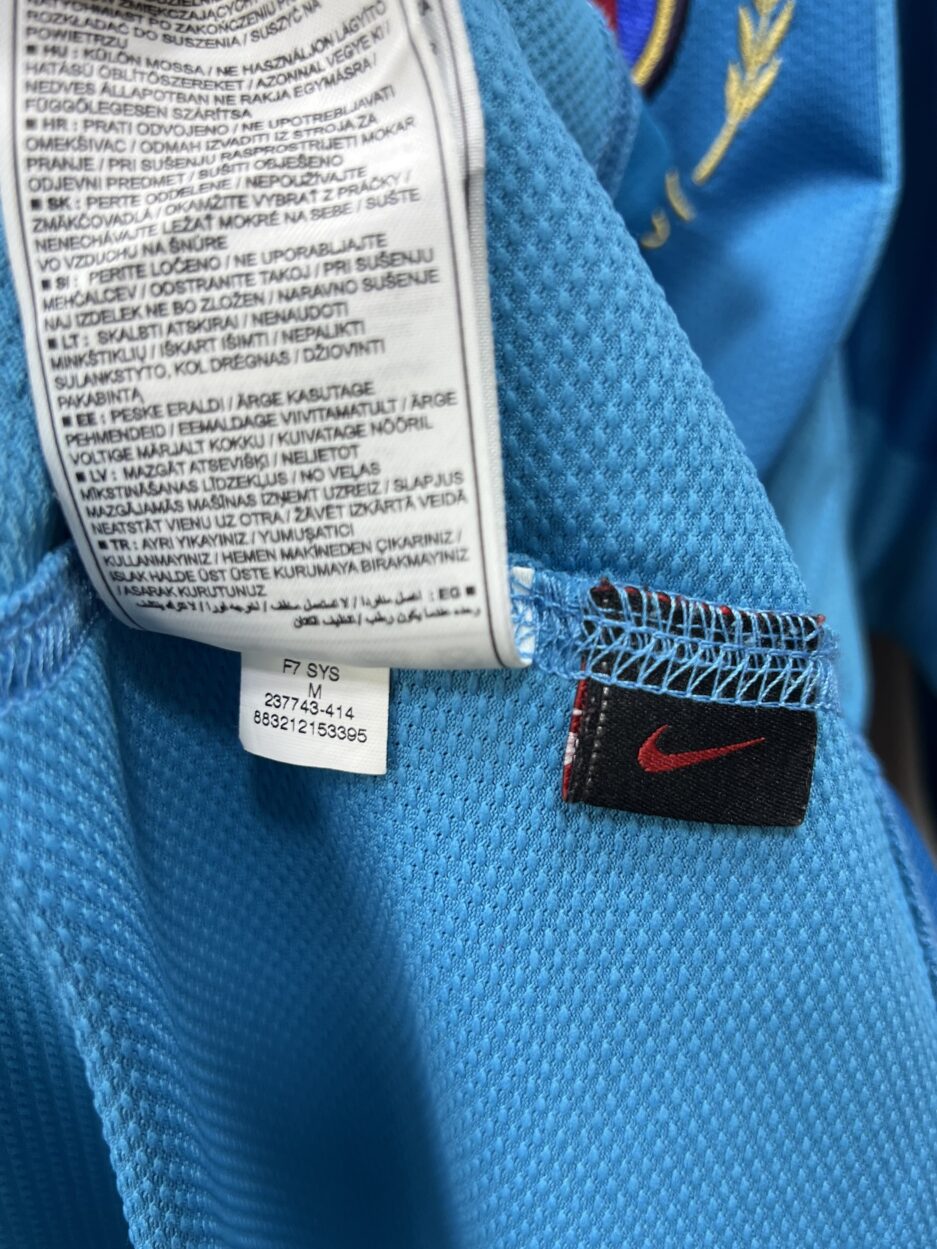 POWIETRZU
ROZKŁADAĆ DO SUSZENIA / SUSZYĆ NA
■ HU : KÜLÖN MOSSA / NE HASZNÁLJON LÁGYÍTÓ
HATÁSÚ ÖBLÍTŐSZEREKET / AZONNAL VEGYE KI /
NEDVES ÁLLAPOTBAN NE RAKJA EGYMÁSRA /
FÜGGŐLEGESEN SZÁRÍTSA
■ HR : PRATI ODVOJENO / NE UPOTREBLJAVATI
OMEKŠIVAČ / ODMAH IZVADITI IZ STROJA ZA
PRANJE / PRI SUŠENJU RASPROSTRIJETI MOKAR
ODJEVNI PREDMET / SUŠITI OBJEŠENO
■ SK : PERTE ODDELENE / NEPOUŽÍVAJTE
ZMÄKČOVADLÁ / OKAMŽITE VYBRAŤ Z PRÁČKY /
NENECHÁVAJTE LEŽAŤ MOKRÉ NA SEBE / SUŠTE
VO VZDUCHU NA ŠNÚRE
■ SI : PERITE LOČENO / NE UPORABLJAJTE
MEHČALCEV / ODSTRANITE TAKOJ / PRI SUŠENJU
NAJ IZDELEK NE BO ZLOŽEN / NARAVNO SUŠENJE
■ LT : SKALBTI ATSKIRAI / NENAUDOTI
MINKŠTIKLIŲ / IŠKART IŠIMTI / NEPALIKTI
SULANKSTYTO, KOL DRĖGNAS / DŽIOVINTI
PAKABINTĄ
■ EE : PESKE ERALDI / ÄRGE KASUTAGE
PEHMENDEID / EEMALDAGE VIIVITAMATULT / ÄRGE
VOLTIGE MÄRJALT KOKKU / KUIVATAGE NÖÖRIL
■ LV : MAZGĀT ATSEVIŠĶI / NELIETOT
MĪKSTINĀŠANAS LĪDZEKĻUS / NO VEĻAS
MAZGĀJAMĀS MAŠĪNAS IZŅEMT UZREIZ / SLAPJUS
NEATSTĀT VIENU UZ OTRA / ŽĀVĒT IZKĀRTĀ VEIDĀ
■ TR : AYRI YIKAYINIZ / YUMUŞATICI
KULLANMAYINIZ / HEMEN MAKİNEDEN ÇIKARINIZ /
ISLAK HALDE ÜST ÜSTE KURUMAYA BIRAKMAYINIZ
/ ASARAK KURUTUNUZ
■ EG :
F7 SYS
M
237743-414
883212153395